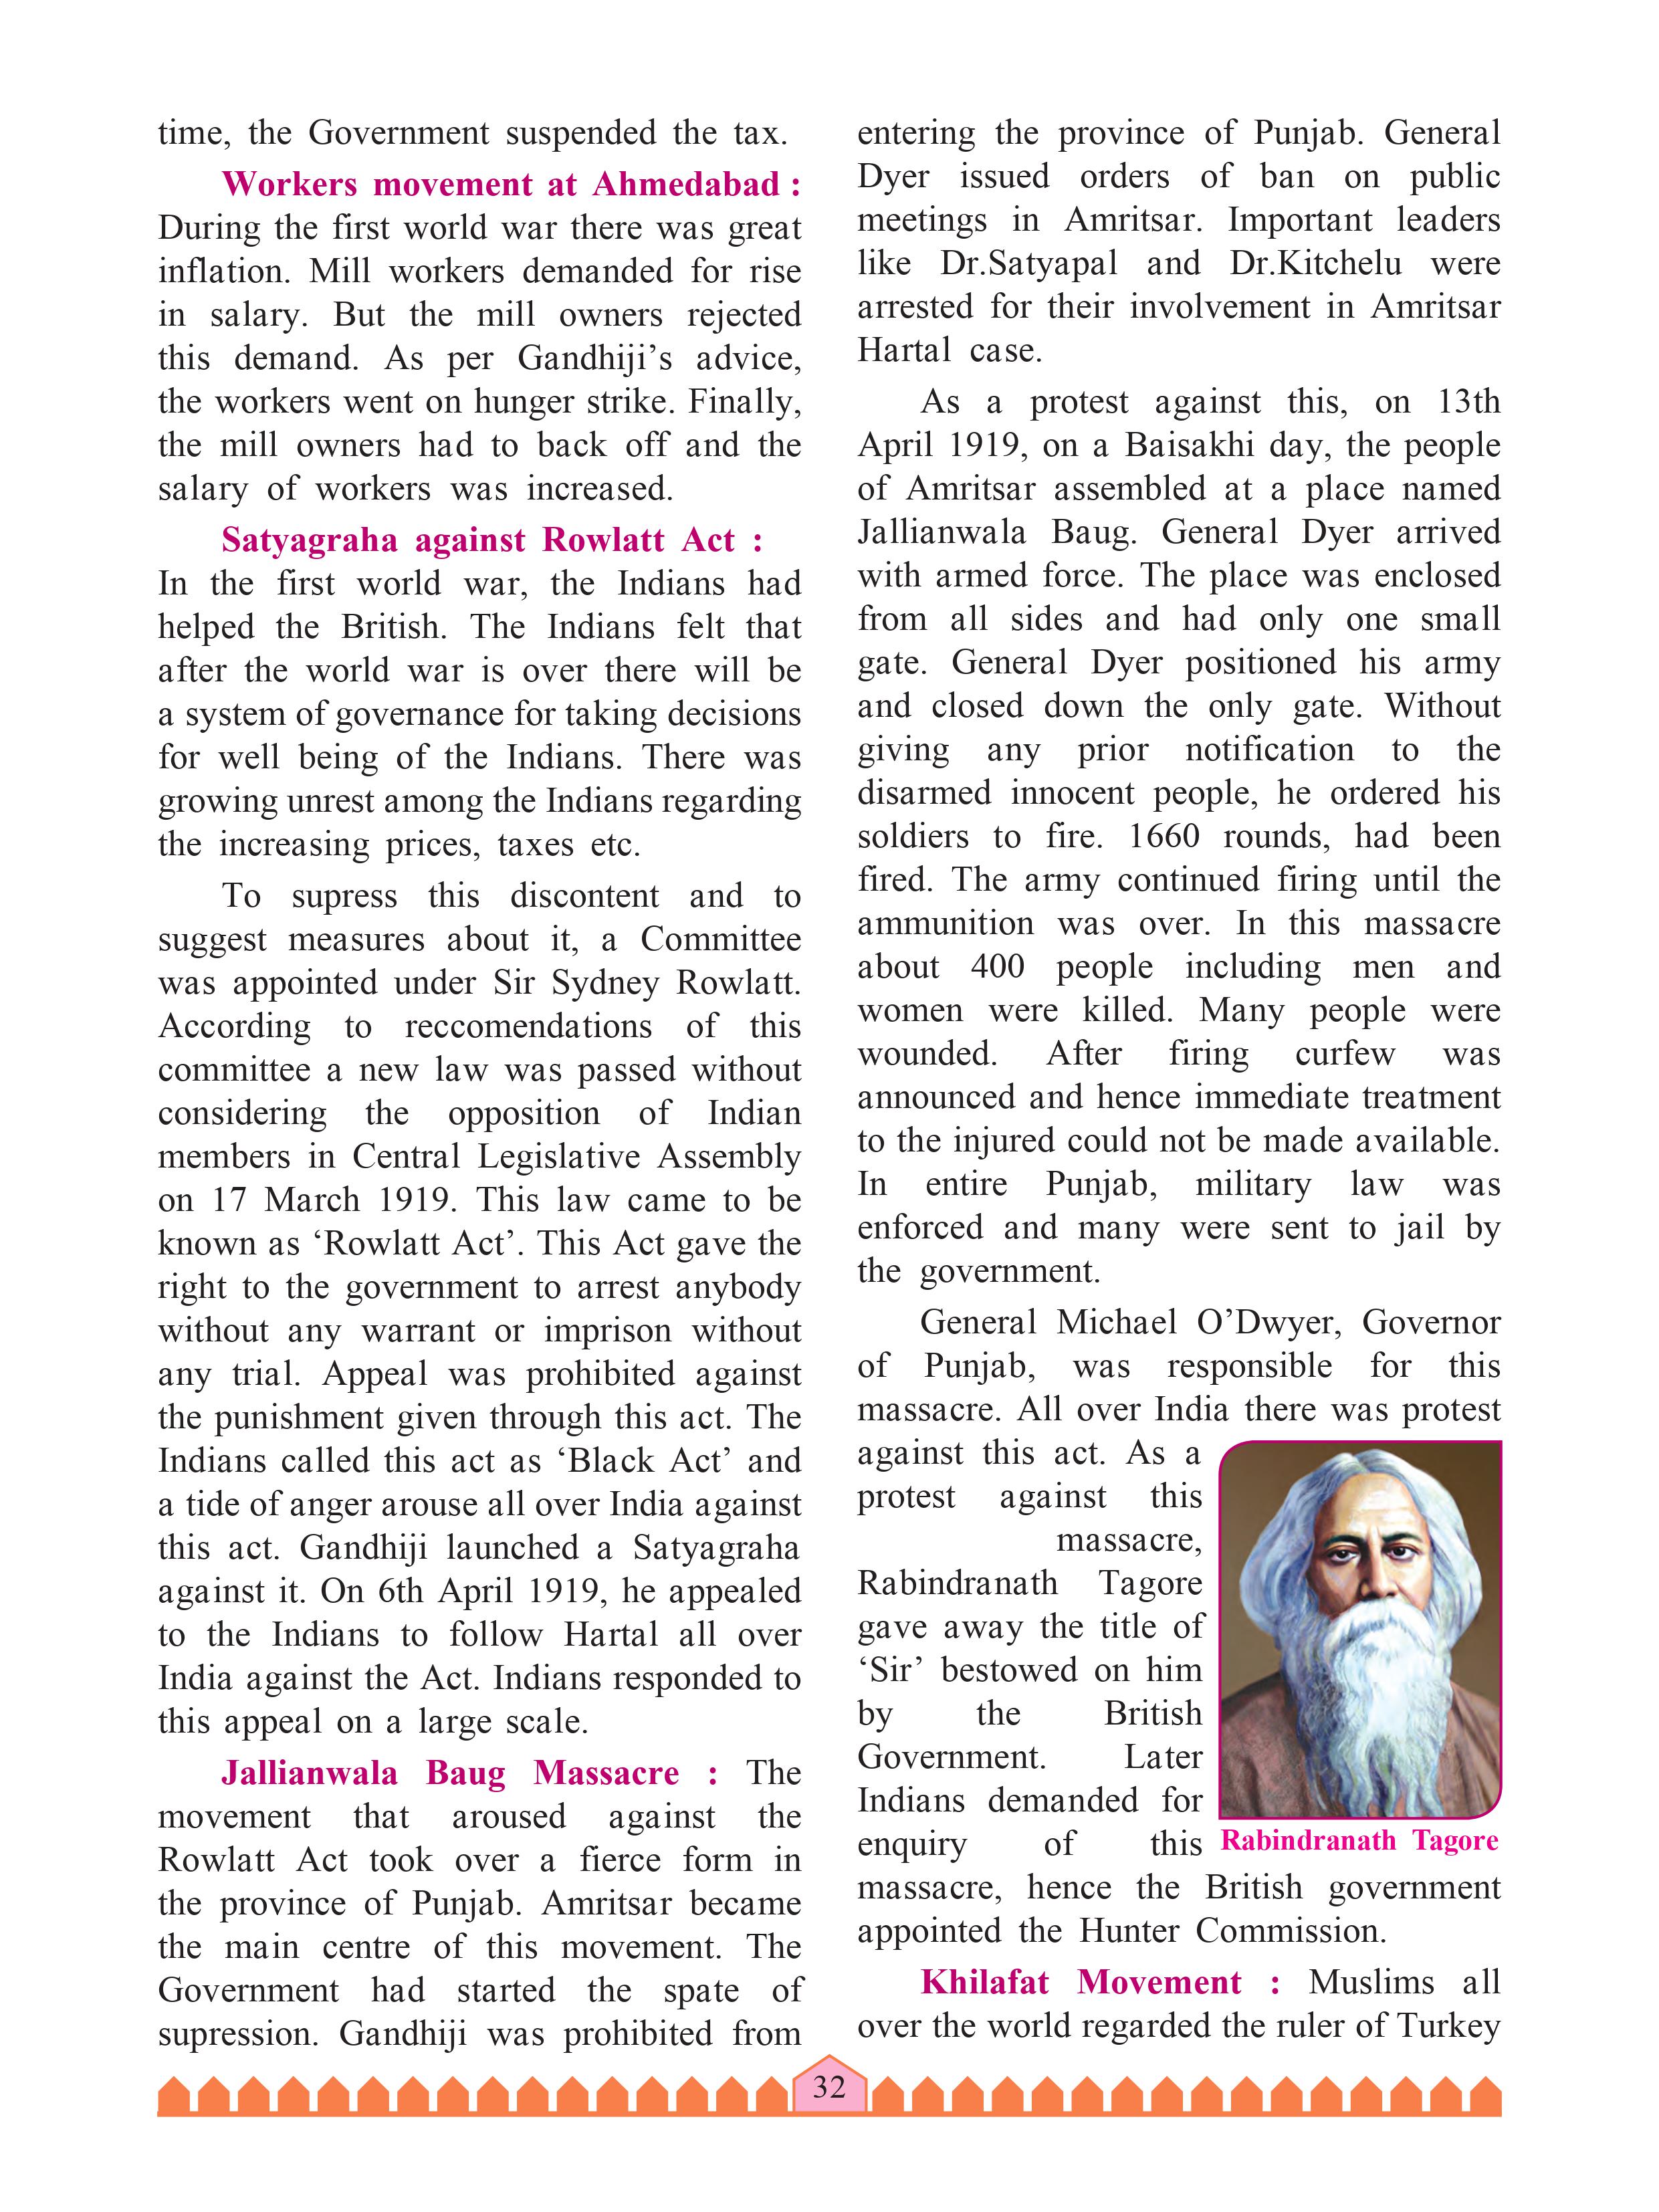 time, the Government suspended the tax.
Workers movement at Ahmedabad :
During the first world war there was great
inflation. Mill workers demanded for rise
in salary. But the mill owners rejected
this demand. As per Gandhiji’s advice,
the workers went on hunger strike. Finally,
the mill owners had to back off and the
salary of workers was increased.
Satyagraha against Rowlatt Act :
In the first world war, the Indians had
helped the British. The Indians felt that
after the world war is over there will be
a system of governance for taking decisions
for well being of the Indians. There was
growing unrest among the Indians regarding
the increasing prices, taxes etc.
To supress this discontent and to
suggest measures about it, a Committee
was appointed under Sir Sydney Rowlatt.
According to reccomendations of this
committee a new law was passed without
considering the opposition of Indian
members in Central Legislative Assembly
on 17 March 1919. This law came to be
known as ‘Rowlatt Act’. This Act gave the
right to the government to arrest anybody
without any warrant or imprison without
any trial. Appeal was prohibited against
the punishment given through this act. The
Indians called this act as ‘Black Act’ and
a tide of anger arouse all over India against
this act. Gandhiji launched a Satyagraha
against it. On 6th April 1919, he appealed
to the Indians to follow Hartal all over
India against the Act. Indians responded to
this appeal on a large scale.
Jallianwala Baug Massacre : The
movement that aroused against the
Rowlatt Act took over a fierce form in
the province of Punjab. Amritsar became
the main centre of this movement. The
Government had started the spate of
supression. Gandhiji was prohibited from
entering the province of Punjab. General
Dyer issued orders of ban on public
meetings in Amritsar. Important leaders
like Dr.Satyapal and Dr.Kitchelu were
arrested for their involvement in Amritsar
Hartal case.
As a protest against this, on 13th
April 1919, on a Baisakhi day, the people
of Amritsar assembled at a place named
Jallianwala Baug. General Dyer arrived
with armed force. The place was enclosed
from all sides and had only one small
gate. General Dyer positioned his army
and closed down the only gate. Without
giving any prior notification to the
disarmed innocent people, he ordered his
soldiers to fire. 1660 rounds, had been
fired. The army continued firing until the
ammunition was over. In this massacre
about 400 people including men and
women were killed. Many people were
wounded. After firing curfew was
announced and hence immediate treatment
to the injured could not be made available.
In entire Punjab, military law was
enforced and many were sent to jail by
the government.
General Michael O’Dwyer, Governor
of Punjab, was responsible for this
massacre. All over India there was protest
against this act. As a
protest against this
massacre,
Rabindranath Tagore
gave away the title of
‘Sir’ bestowed on him
by the British
Government. Later
Indians demanded for
enquiry of this
Rabindranath Tagore
massacre, hence the British government
appointed the Hunter Commission.
Khilafat Movement : Muslims all
over the world regarded the ruler of Turkey
32